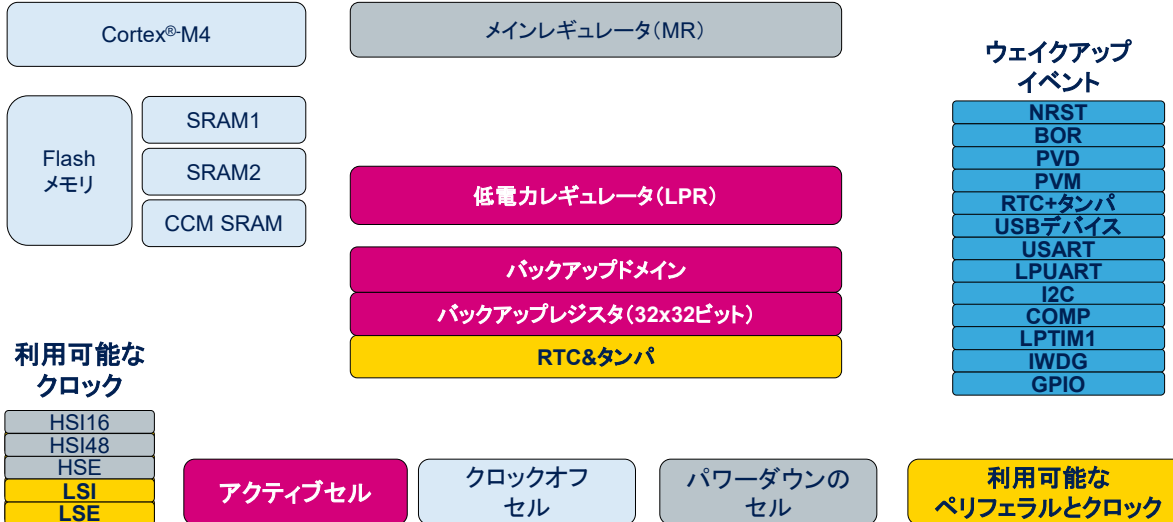 Cortex®-M4
メインレギュレータ（MR）
Flash
メモリ
SRAM1
SRAM2
CCM SRAM
低電力レギュレータ（LPR）
バックアップドメイン
バックアップレジスタ（32x32ビット）
RTC&タンパ
ウェイクアップ
イベント
NRST
BOR
PVD
PVM
RTC+タンパ
USBデバイス
USART
LPUART
I2C
COMP
LPTIM1
IWDG
GPIO
利用可能な
クロック
HSI16
HSI48
HSE
LSI
LSE
アクティブセル
クロックオフ
セル
パワーダウンの
セル
利用可能な
ペリフェラルとクロック